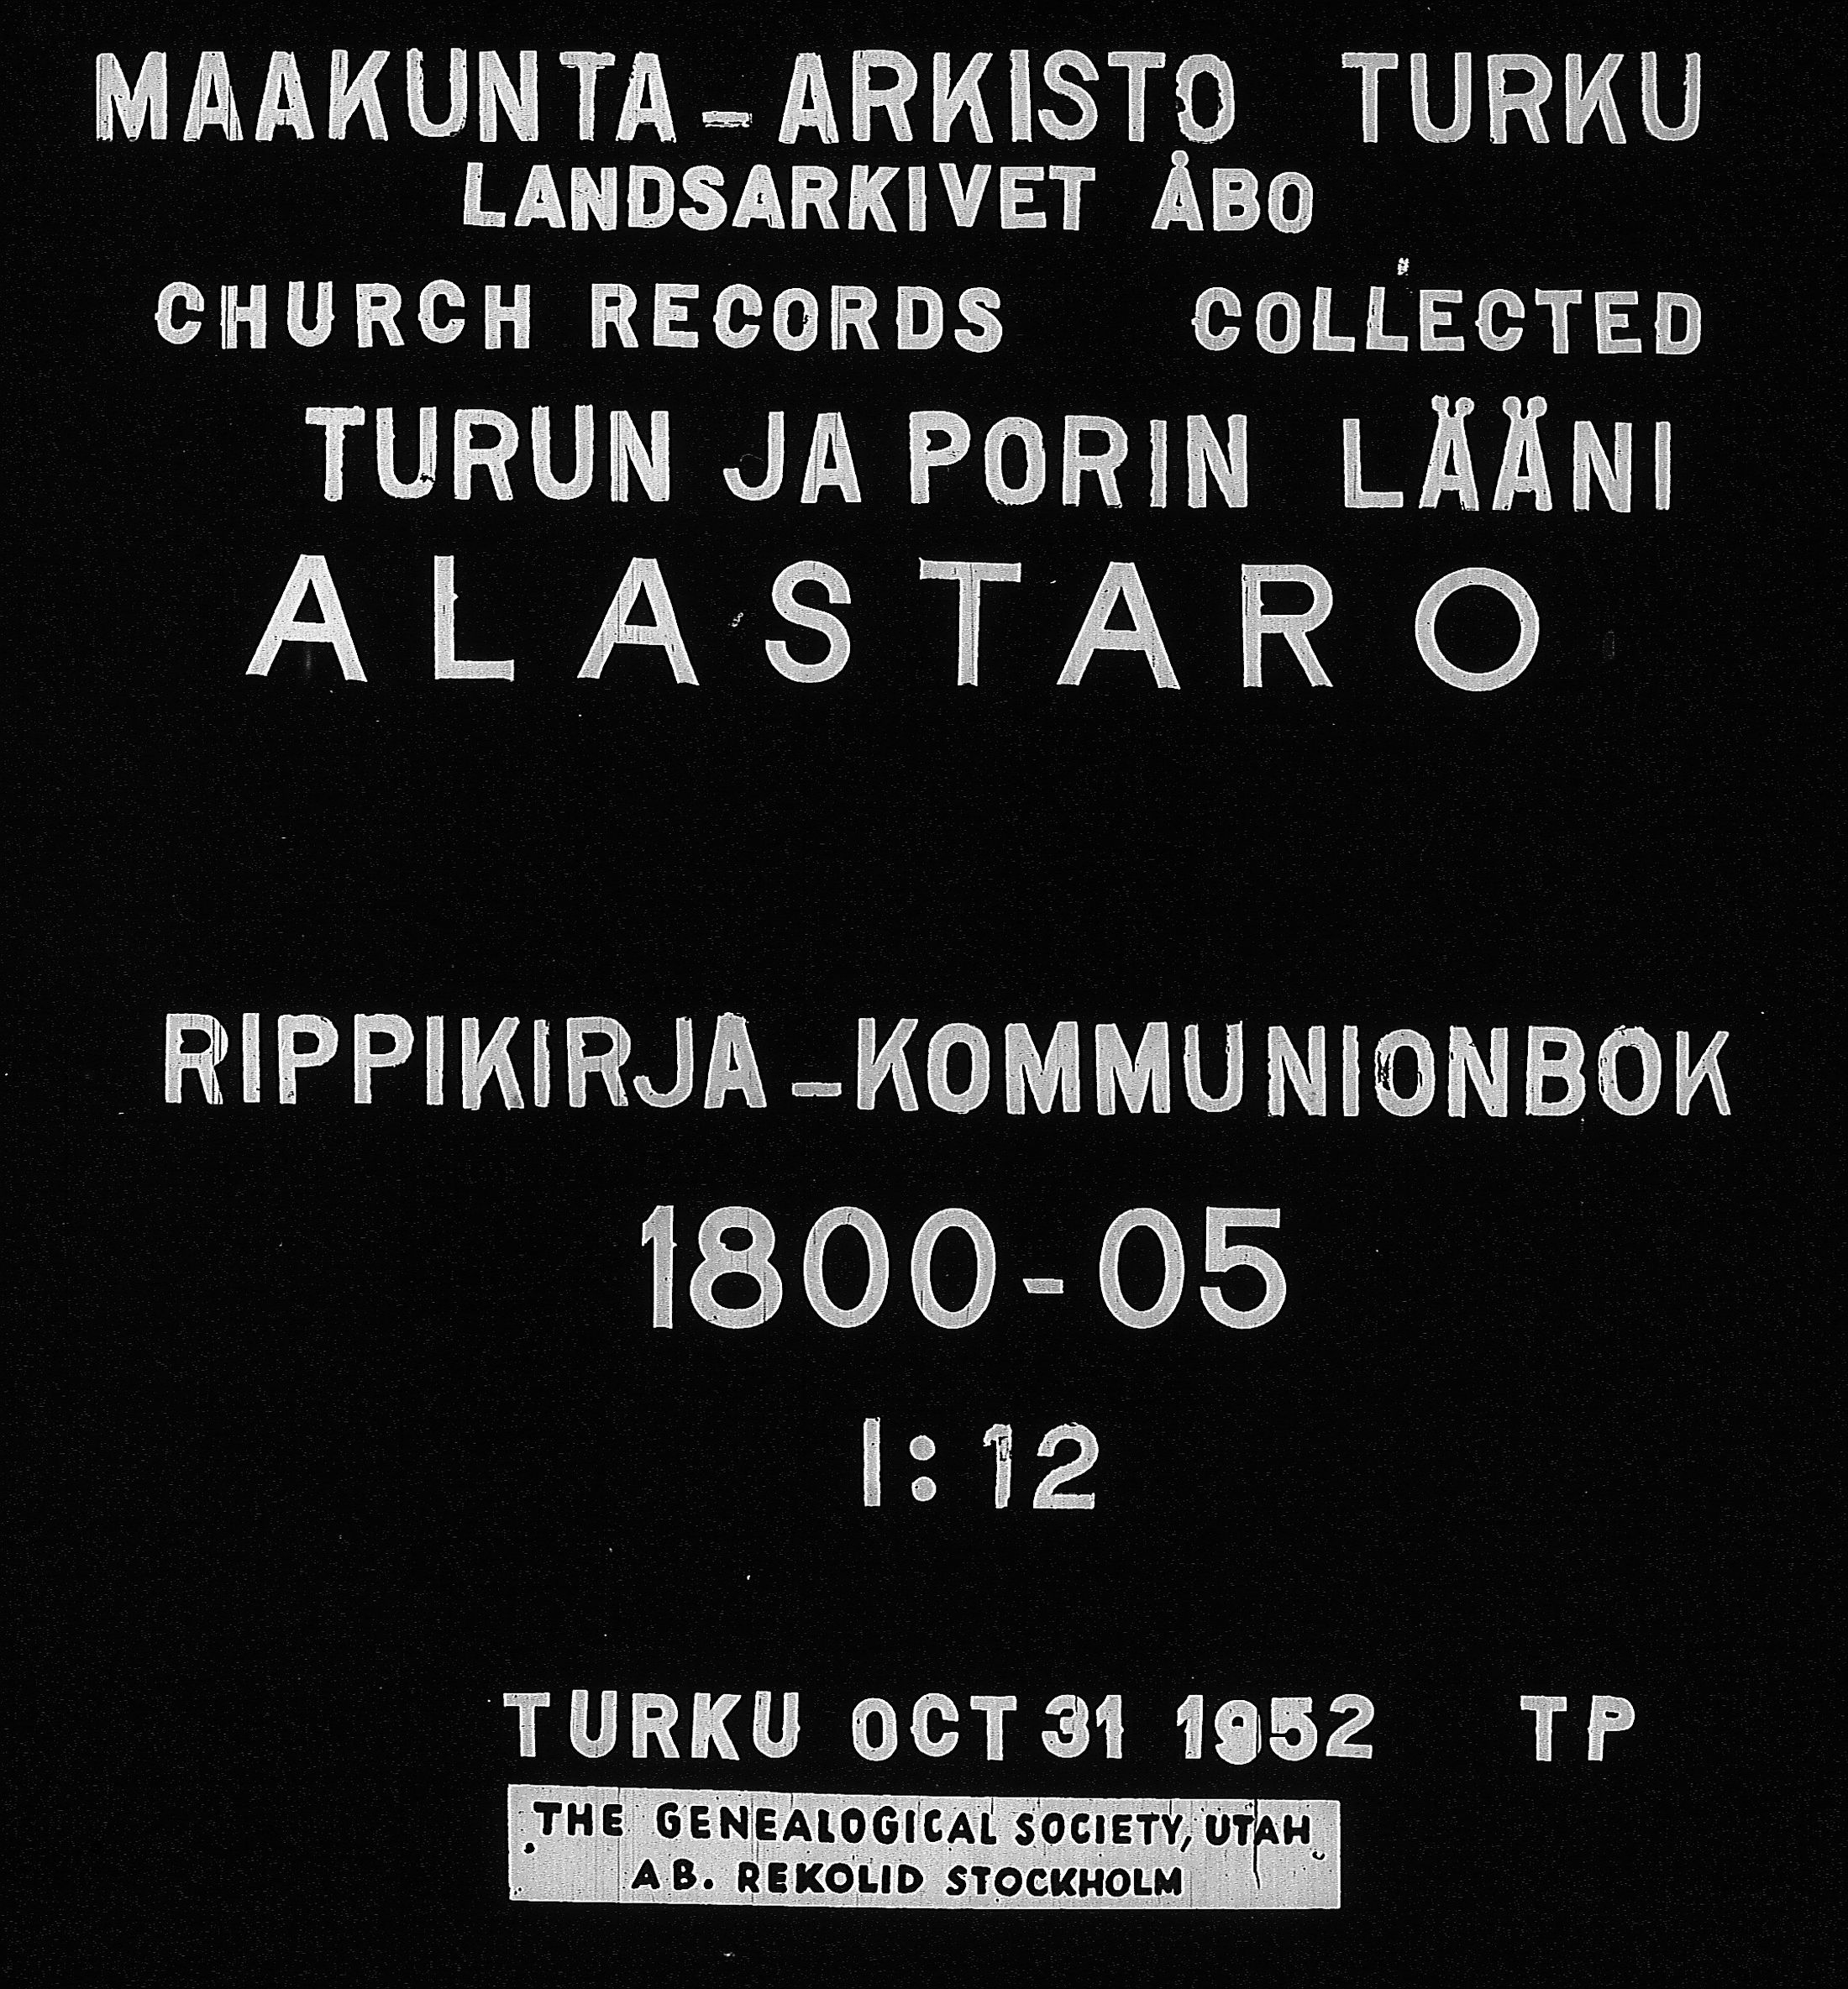 MAAKUNTA-ARKISTO TURKU
LANDSARKIVET ÅBO
CHURCH RECORDS COLLECTED
TURUN JA PORIN LÄÄNI
ALASTARO
RIPPIKIRJA-KOMMUNIONBOK
1800-05
I:12
TURKU OCT 31 1952 TP
THE GENEALOGICAL SOCIETY, UTAH
AB. REKOLID STOCKHOLM